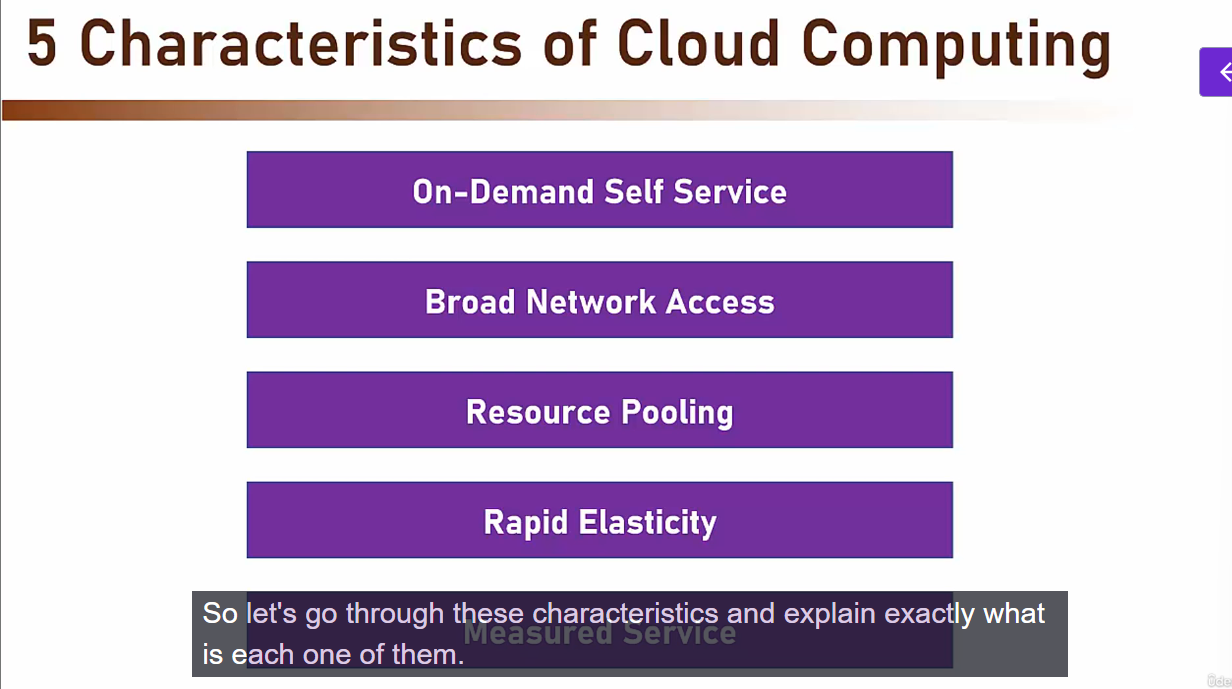 5 Characteristics of Cloud Computing
On-Demand Self Service
Broad Network Access
Resource Pooling
Rapid Elasticity
Measured Service
So let's go through these characteristics and explain exactly what
is each one of them.